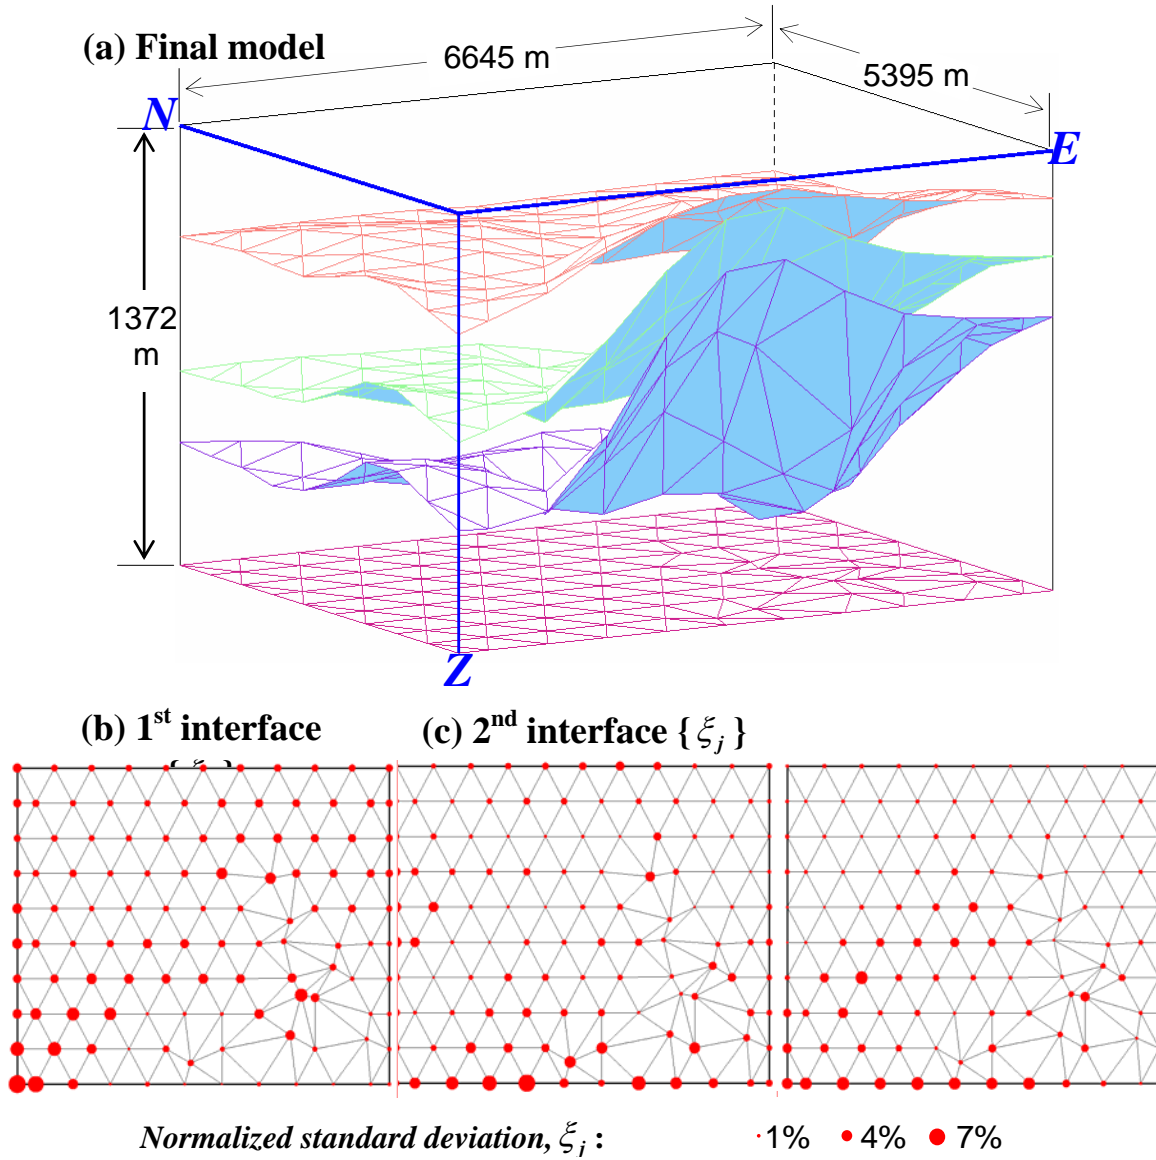 (a) Final model
6645 m
5395 m
N
E
1372
m
Z
(b) 1st interface
(c) 2nd interface { ξj }
Normalized standard deviation, ξj :
1% 4% 7%